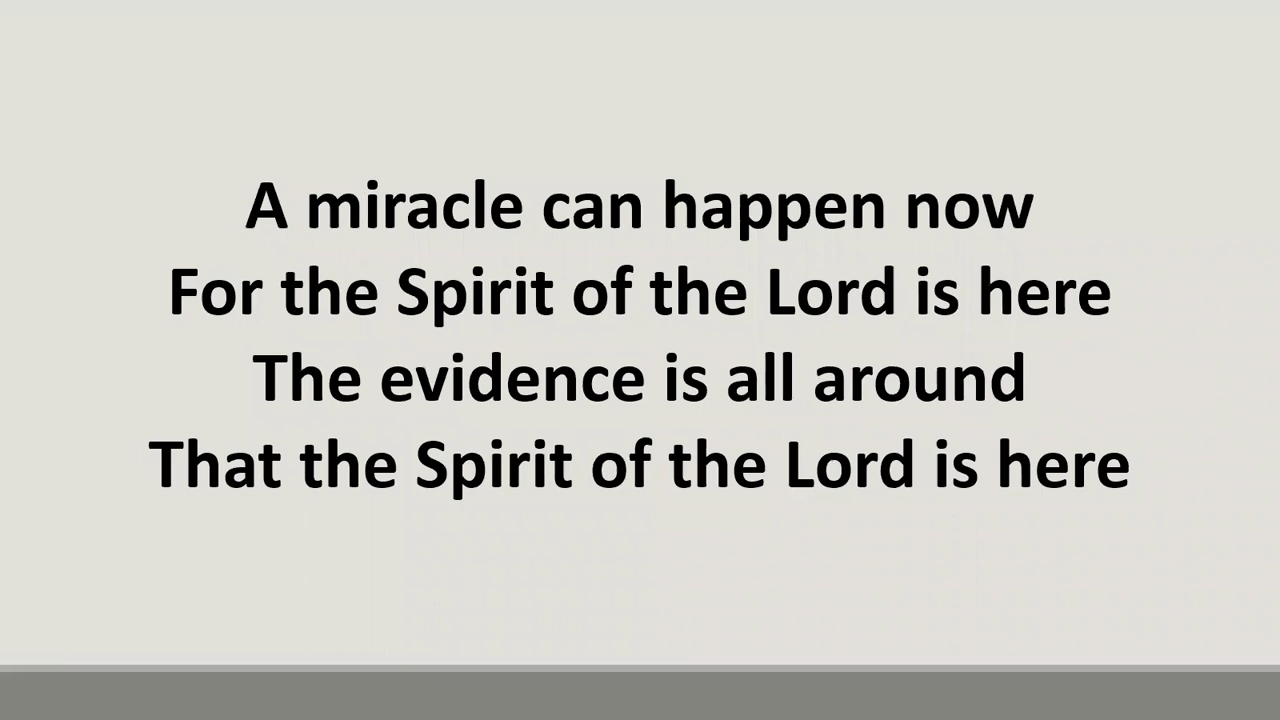 A miracle can happen now
For the Spirit of the Lord is here
The evidence is all around
That the Spirit of the Lord is here